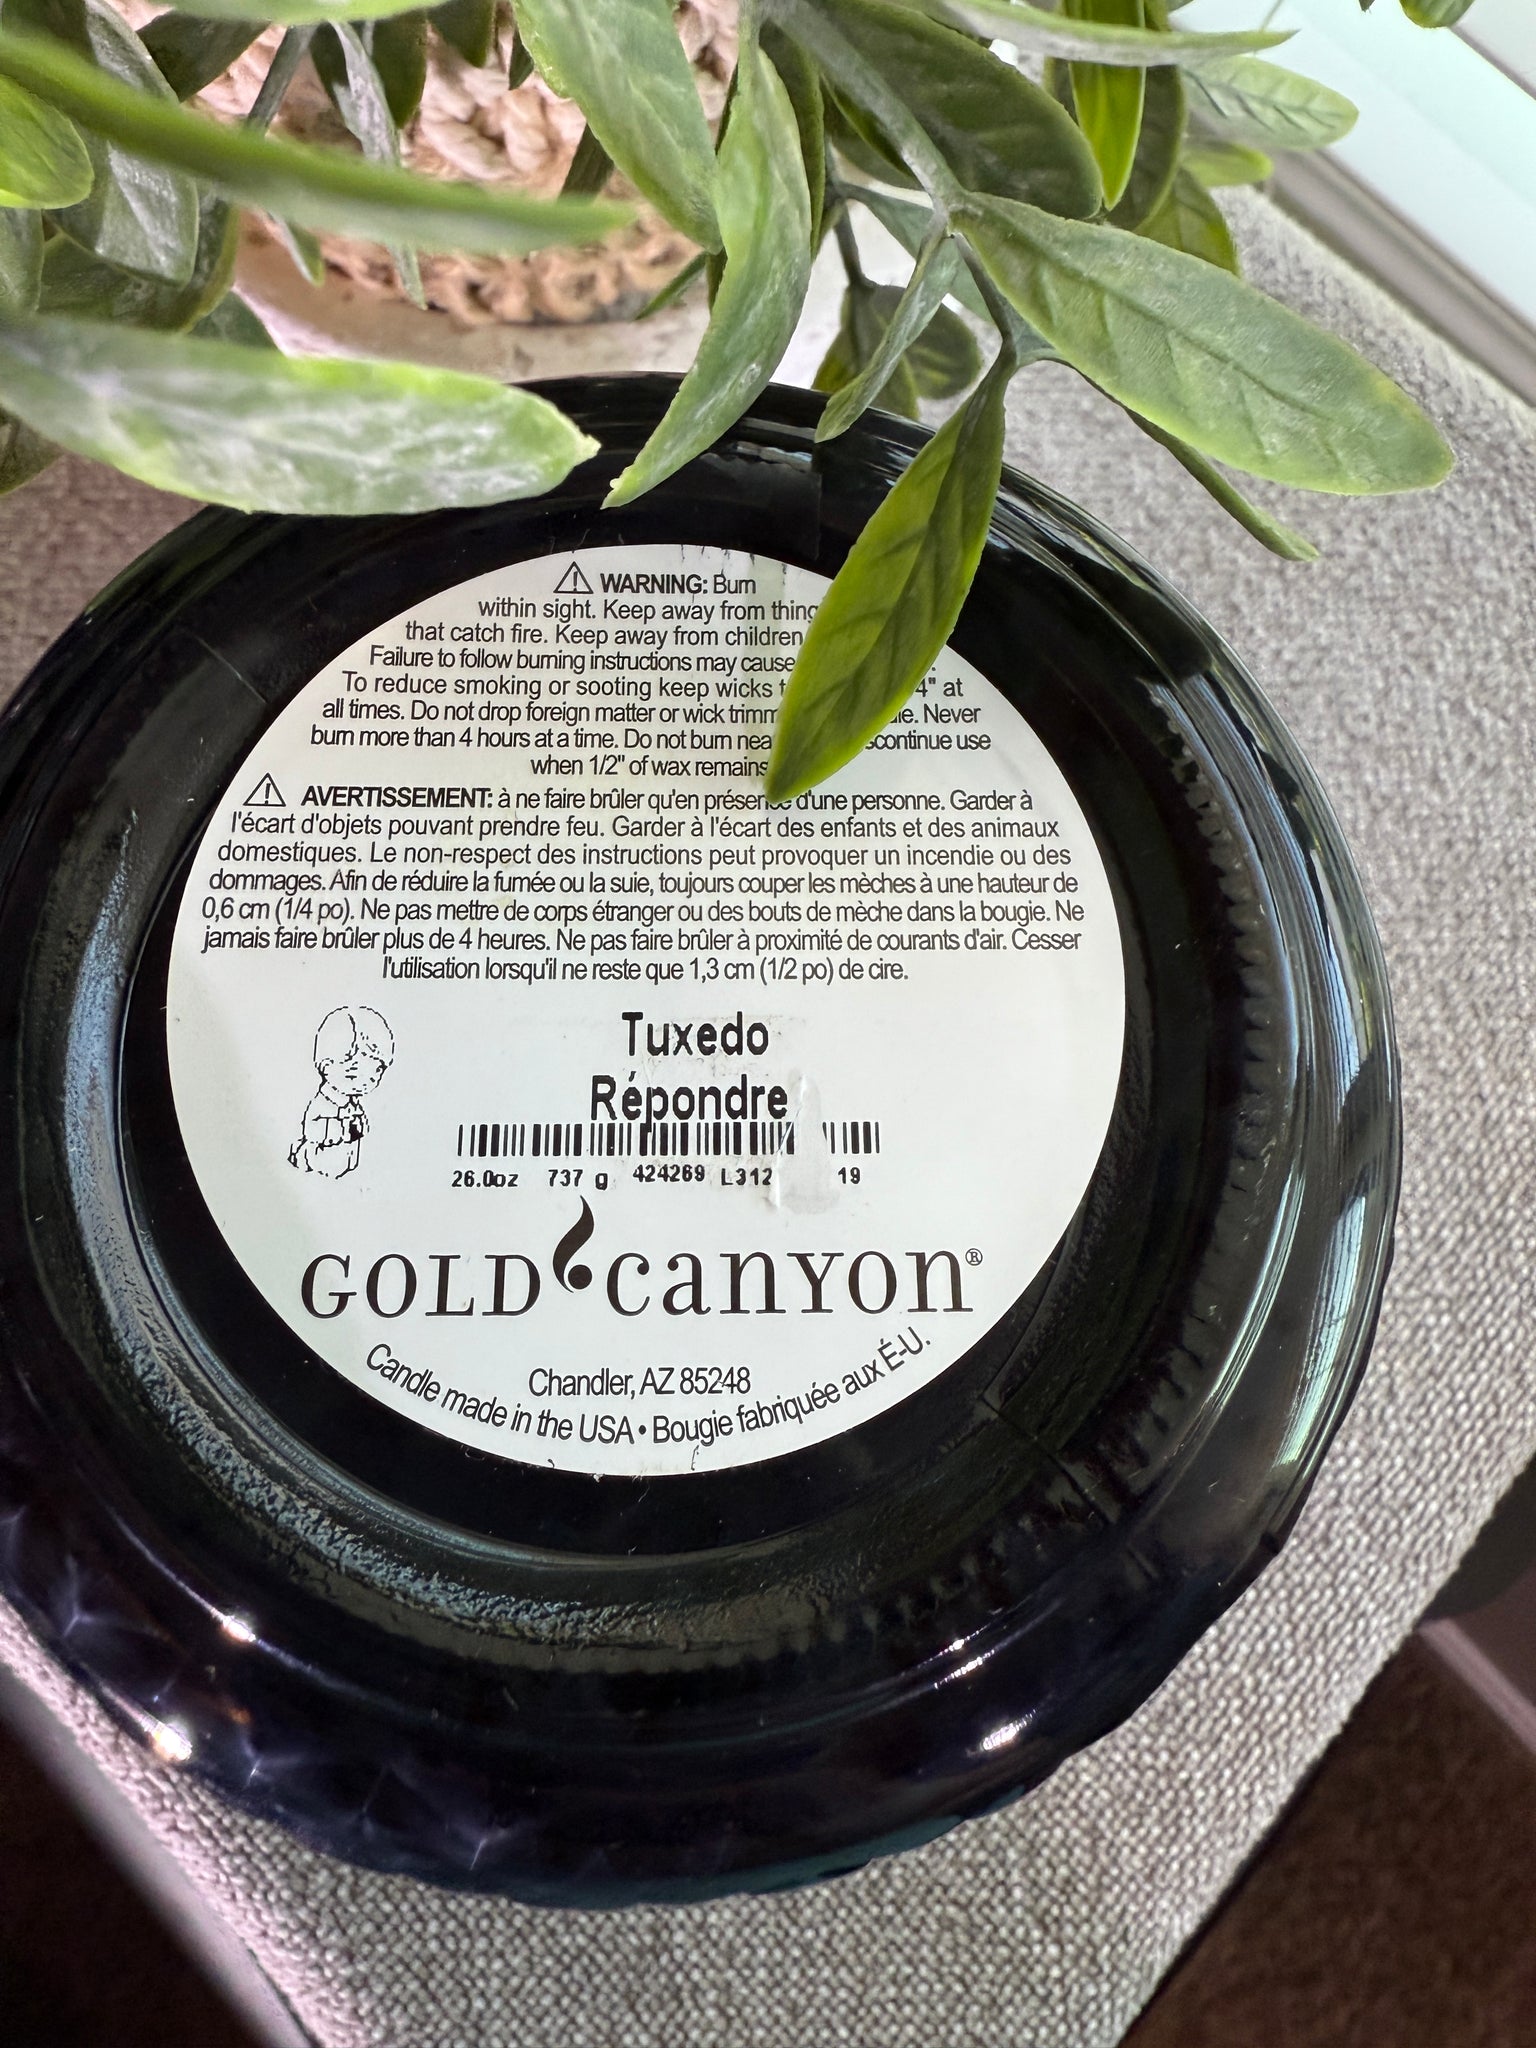 WARNING: Burn
within sight. Keep away from
that catch fire. Keep away from children
Failure to follow burning instructions may cause
To reduce smoking or sooting keep wicks 4" at
all times. Do not drop foreign matter or wick Never
burn more than 4 hours at a time. Do not burn use
when 1/2" of wax remains
AVERTISSEMENT: à ne faire brûler qu'en présence d'une personne. Garder à
l'écart d'objets pouvant prendre feu. Garder à l'écart des enfants et des animaux
domestiques. Le non-respect des instructions peut provoquer un incendie ou des
dommages. Afin de réduire la fumée ou la suie, toujours couper les mèches à une hauteur de
0,6 cm (1/4 po). Ne pas mettre de corps étranger ou des bouts de mèche dans la bougie. Ne
jamais faire brûler plus de 4 heures. Ne pas faire brûler à proximité de courants d'air. Cesser
l'utilisation lorsqu'il ne reste que 1,3 cm (1/2 po) de cire.
Tuxedo
Répondre
26.0oz 737 g 424269 L312 19
GOLD canyon®
Chandler, AZ 85248
Candle made in the USA • Bougie fabriquée aux É-U.